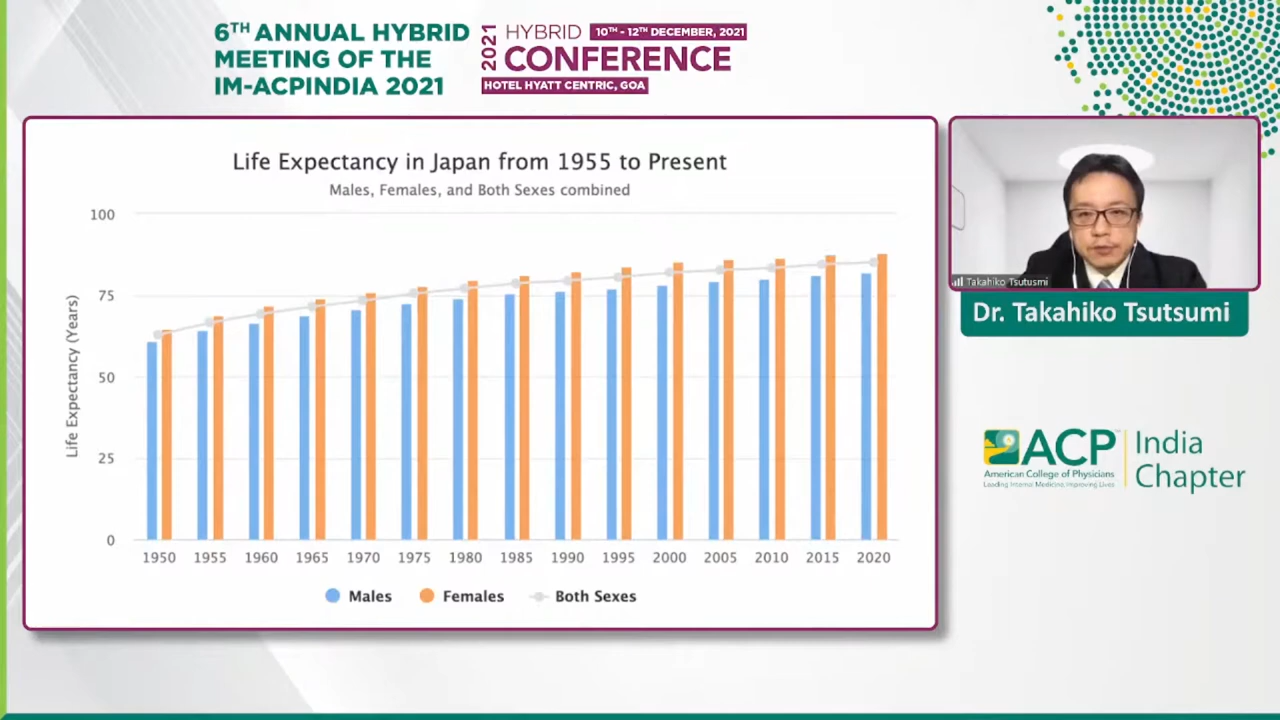 6TH ANNUAL HYBRID
MEETING OF THE
IM-ACPINDIA 2021
2021
HYBRID
10TH - 12TH DECEMBER, 2021
CONFERENCE
HOTEL HYATT CENTRIC, GOA
Life Expectancy in Japan from 1955 to Present
Males, Females, and Both Sexes combined
Life Expectancy (Years)
100
75
50
25
0
1950 1955 1960 1965 1970 1975 1980 1985 1990 1995 2000 2005 2010 2015 2020
Males Females Both Sexes
Takahiko Tsutusmi
Dr. Takahiko Tsutsumi
ACP
American College of Physicians
Leading Internal Medicine, Improving Lives
India
Chapter